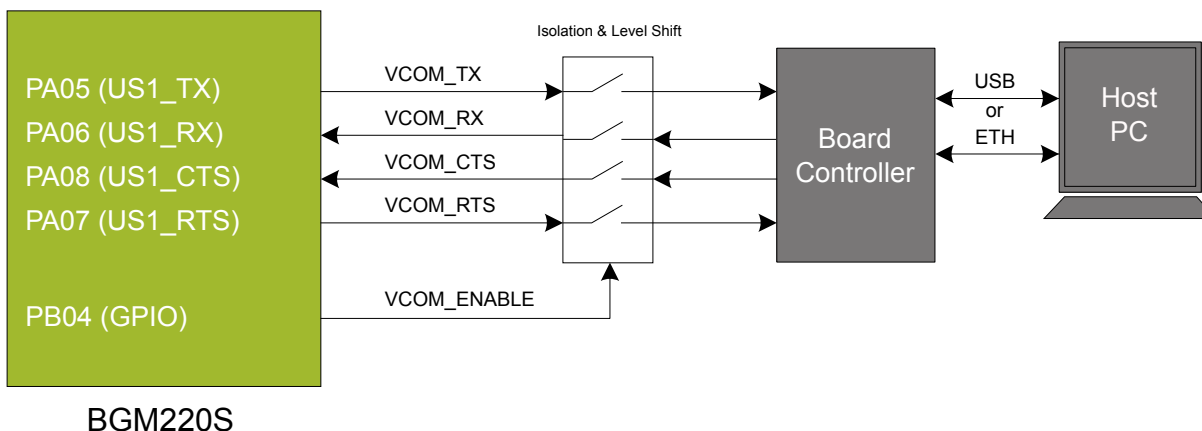 Isolation & Level Shift
PA05 (US1_TX)
VCOM_TX
PA06 (US1_RX)
VCOM_RX
PA08 (US1_CTS)
VCOM_CTS
PA07 (US1_RTS)
VCOM_RTS
PB04 (GPIO)
VCOM_ENABLE
Board
Controller
USB
or
ETH
Host
PC
BGM220S